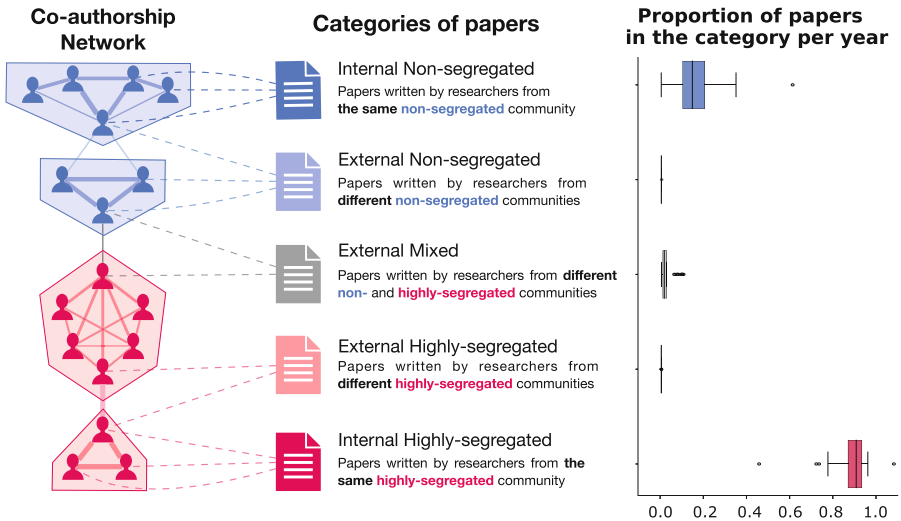 Co-authorship
Network
Categories of papers
Proportion of papers
in the category per year
Internal Non-segregated
Papers written by researchers from
the same non-segregated community
External Non-segregated
Papers written by researchers from
different non-segregated communities
External Mixed
Papers written by researchers from different
non- and highly-segregated communities
External Highly-segregated
Papers written by researchers from
different highly-segregated communities
Internal Highly-segregated
Papers written by researchers from the
same highly-segregated community
0.0 0.2 0.4 0.6 0.8 1.0